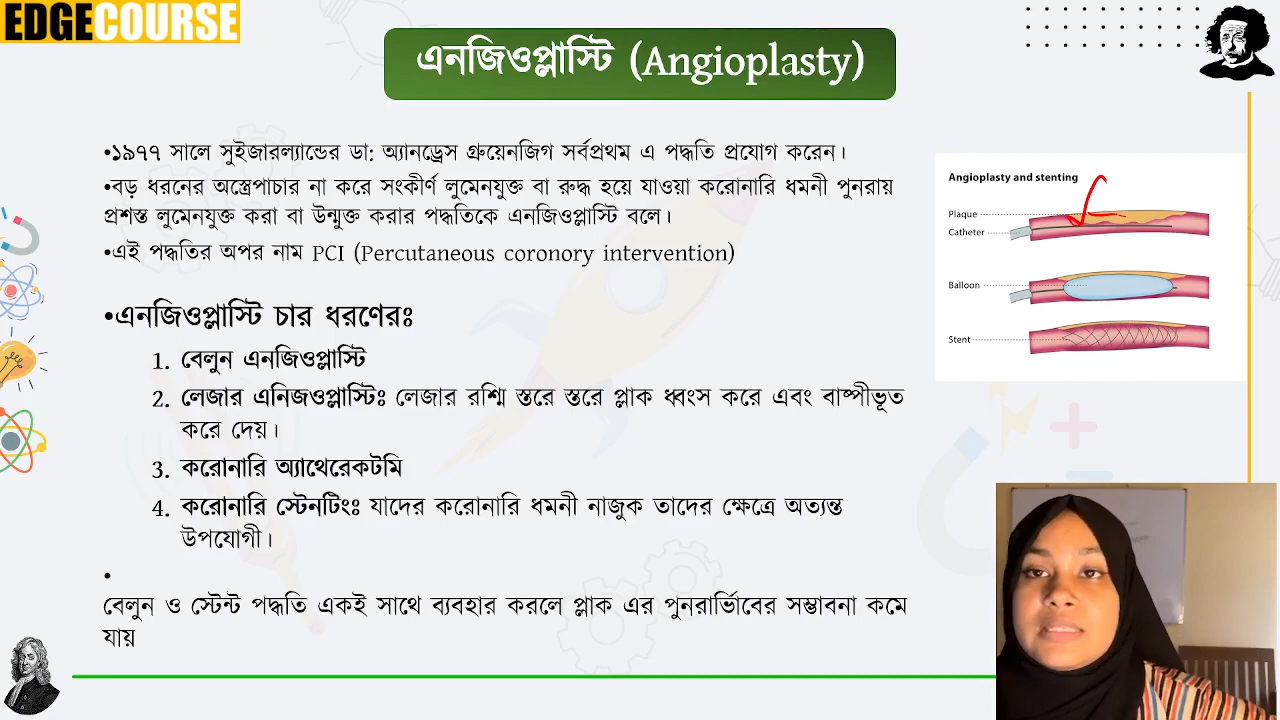 EDGECOURSE
এনজিওপ্লাস্টি (Angioplasty)
•১৯৭৭ সালে সুইজারল্যান্ডের ডা: অ্যানড্রেস গ্রুয়েনজিগ সর্বপ্রথম এ পদ্ধতি প্রযোগ করেন।
•বড় ধরনের অস্ত্রেপাচার না করে সংকীর্ণ লুমেনযুক্ত বা রুদ্ধ হয়ে যাওয়া করোনারি ধমনী পুনরায়
প্রশস্ত লুমেনযুক্ত করা বা উন্মুক্ত করার পদ্ধতিকে এনজিওপ্লাস্টি বলে।
•এই পদ্ধতির অপর নাম PCI (Percutaneous coronory intervention)
•এনজিওপ্লাস্টি চার ধরণেরঃ
1. বেলুন এনজিওপ্লাস্টি
2. লেজার এনিজওপ্লাস্টিঃ লেজার রশ্মি স্তরে স্তরে প্লাক ধ্বংস করে এবং বাষ্পীভূত
করে দেয়।
3. করোনারি অ্যাথেরেকটমি
4. করোনারি স্টেনটিংঃ যাদের করোনারি ধমনী নাজুক তাদের ক্ষেত্রে অত্যন্ত
উপযোগী।
•
বেলুন ও স্টেন্ট পদ্ধতি একই সাথে ব্যবহার করলে প্লাক এর পুনরার্ভািবের সম্ভাবনা কমে
যায়
Angioplasty and stenting
Plaque
Catheter
Balloon
Stent